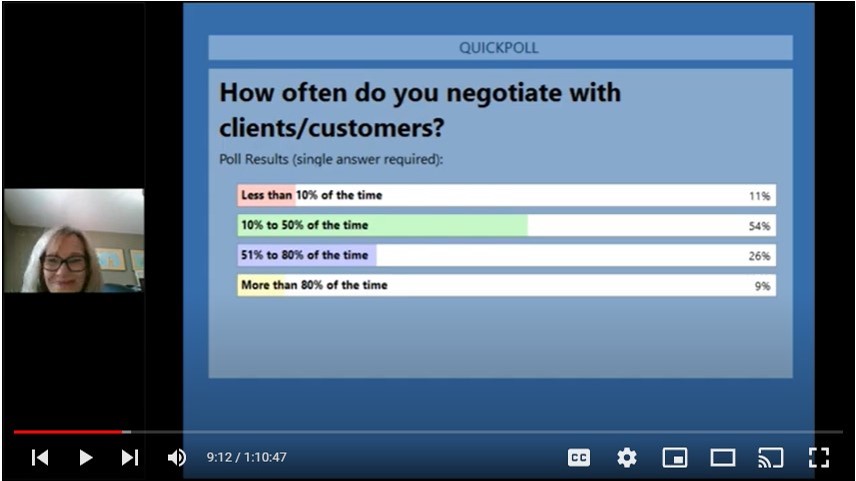 QUICKPOLL
How often do you negotiate with
clients/customers?
Poll Results (single answer required):
Less than 10% of the time 11%
10% to 50% of the time 54%
51% to 80% of the time 26%
More than 80% of the time 9%
9:12 / 1:10:47 CC